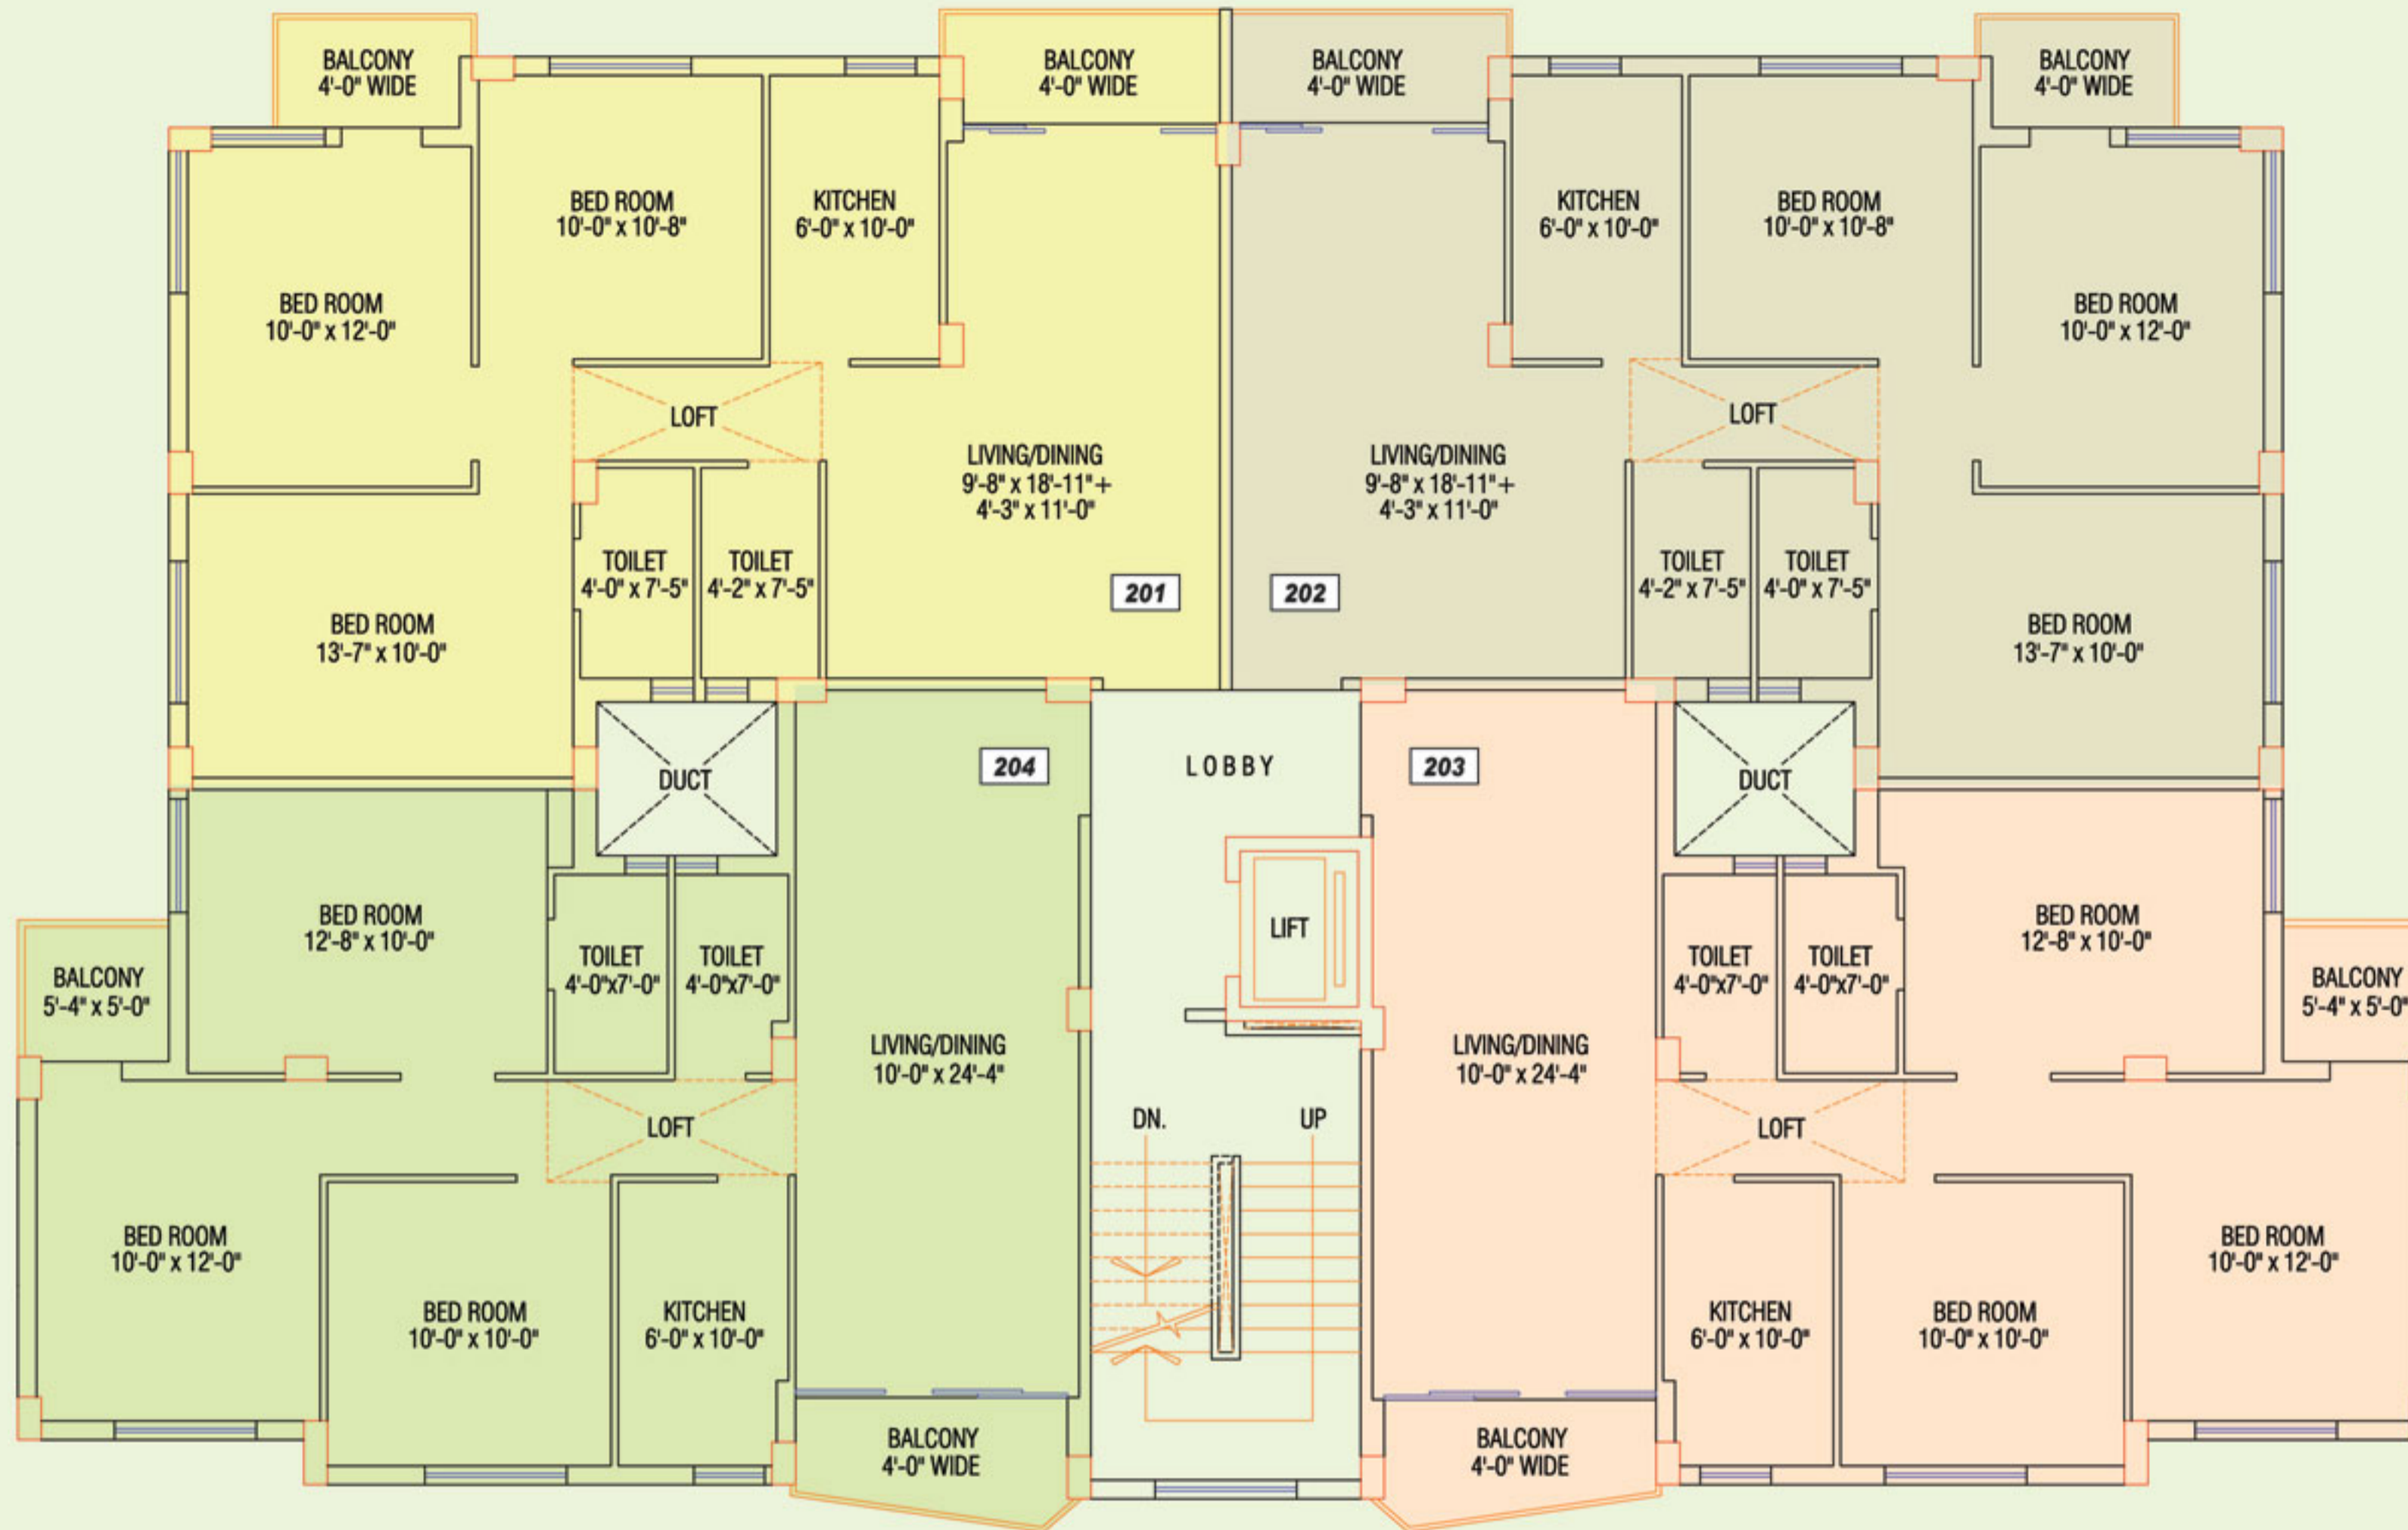 BALCONY
4'-0" WIDE
BALCONY
4'-0" WIDE
BALCONY
4'-0" WIDE
BALCONY
4'-0" WIDE
BED ROOM
10'-0" x 10'-8"
KITCHEN
6'-0" x 10'-0"
KITCHEN
6'-0" x 10'-0"
BED ROOM
10'-0" x 10'-8"
BED ROOM
10'-0" x 12'-0"
BED ROOM
10'-0" x 12'-0"
LOFT
LOFT
LIVING/DINING
9'-8" x 18'-11"+
4'-3" x 11'-0"
LIVING/DINING
9'-8" x 18'-11"+
4'-3" x 11'-0"
TOILET
4'-0" x 7'-5"
TOILET
4'-2" x 7'-5"
201
202
TOILET
4'-2" x 7'-5"
TOILET
4'-0" x 7'-5"
BED ROOM
13'-7" x 10'-0"
BED ROOM
13'-7" x 10'-0"
DUCT
204
LOBBY
203
DUCT
BED ROOM
12'-8" x 10'-0"
LIFT
BED ROOM
12'-8" x 10'-0"
BALCONY
5'-4" x 5'-0"
TOILET
4'-0"x7'-0"
TOILET
4'-0"x7'-0"
TOILET
4'-0"x7'-0"
TOILET
4'-0"x7'-0"
BALCONY
5'-4" x 5'-0"
LIVING/DINING
10'-0" x 24'-4"
LIVING/DINING
10'-0" x 24'-4"
LOFT
DN.
UP
LOFT
BED ROOM
10'-0" x 12'-0"
BED ROOM
10'-0" x 12'-0"
BED ROOM
10'-0" x 10'-0"
KITCHEN
6'-0" x 10'-0"
KITCHEN
6'-0" x 10'-0"
BED ROOM
10'-0" x 10'-0"
BALCONY
4'-0" WIDE
BALCONY
4'-0" WIDE